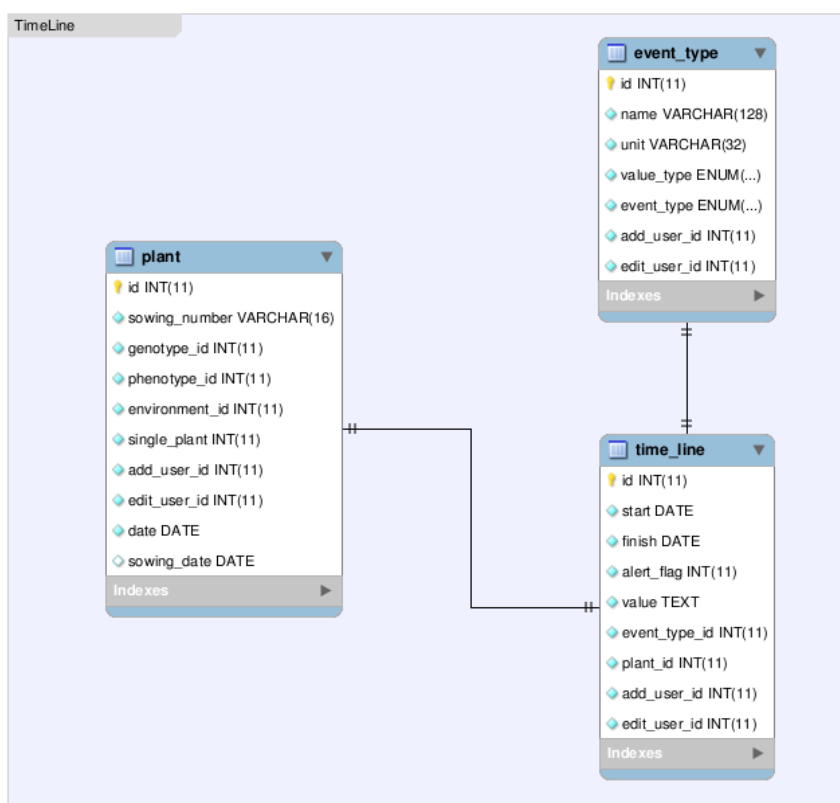 TimeLine
event_type
id INT(11)
name VARCHAR(128)
unit VARCHAR(32)
value_type ENUM(...)
event_type ENUM(...)
add_user_id INT(11)
edit_user_id INT(11)
Indexes
plant
id INT(11)
sowing_number VARCHAR(16)
genotype_id INT(11)
phenotype_id INT(11)
environment_id INT(11)
single_plant INT(11)
add_user_id INT(11)
edit_user_id INT(11)
date DATE
sowing_date DATE
Indexes
time_line
id INT(11)
start DATE
finish DATE
alert_flag INT(11)
value TEXT
event_type_id INT(11)
plant_id INT(11)
add_user_id INT(11)
edit_user_id INT(11)
Indexes